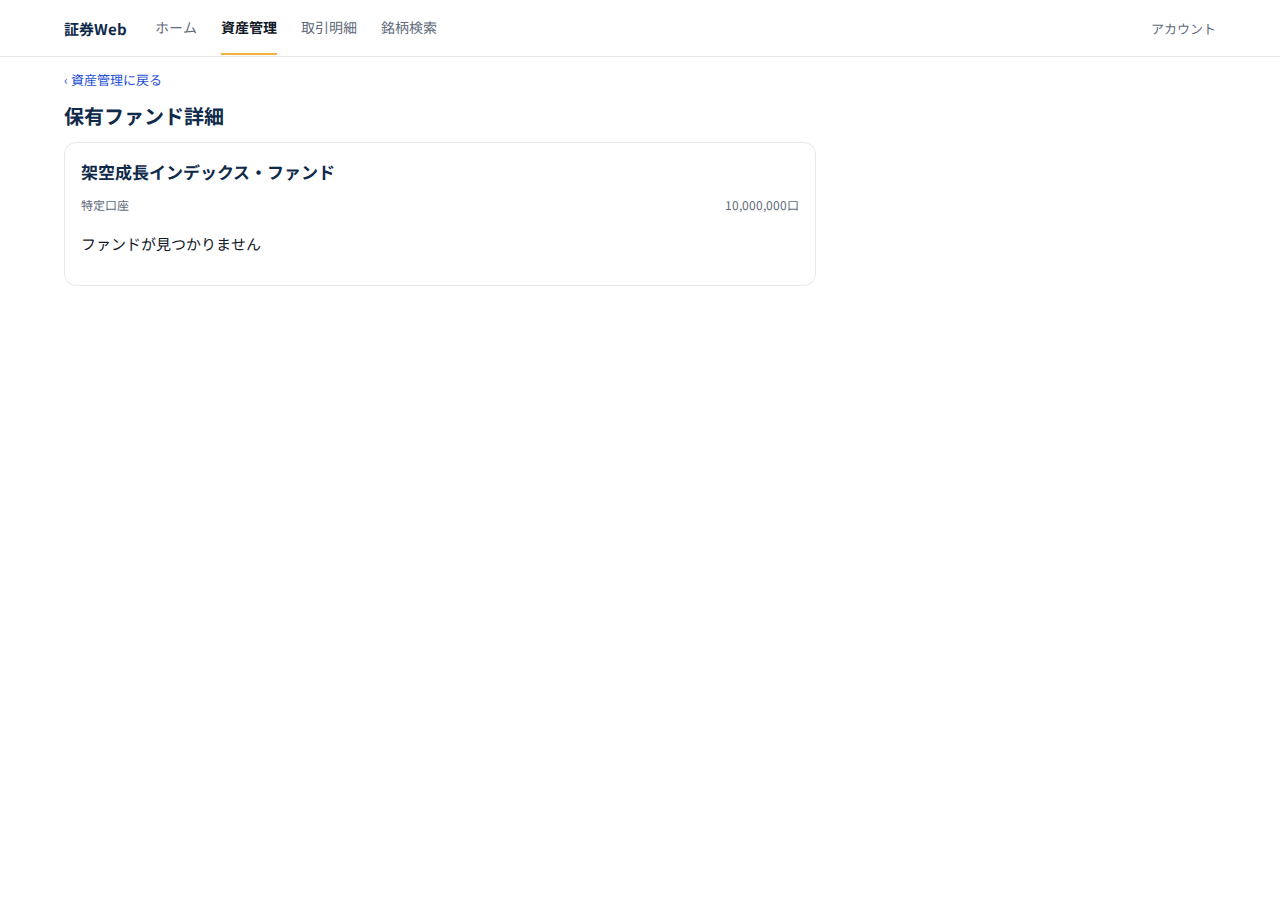 証券Web ホーム 資産管理 取引明細 銘柄検索 アカウント
‹ 資産管理に戻る
保有ファンド詳細
架空成長インデックス・ファンド
特定口座 10,000,000口
ファンドが見つかりません